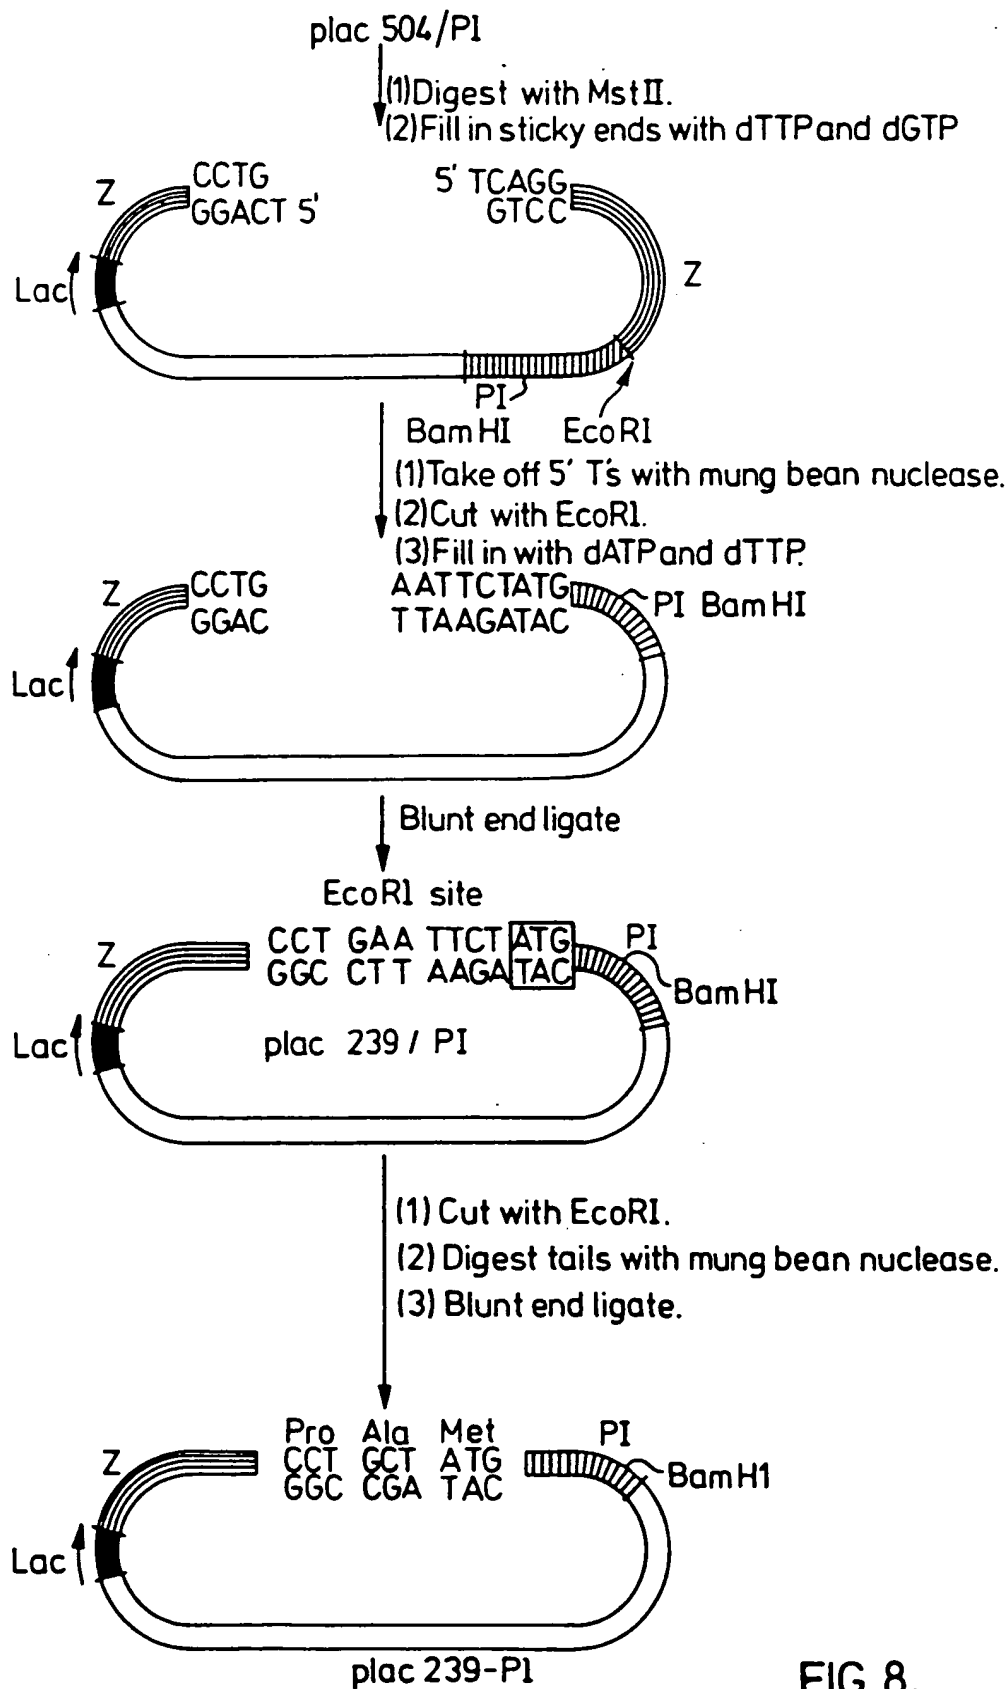 plac 504/PI
(1) Digest with MstII.
(2) Fill in sticky ends with dTTP and dGTP
Z
CCTG
GGACT 5'
5' TCAGG
GTCC
Z
Lac
PI
BamHI EcoR1
(1) Take off 5' T's with mung bean nuclease.
(2) Cut with EcoR1.
(3) Fill in with dATP and dTTP.
Z
CCTG
GGAC
AATTCTATG
TTAAGATAC
PI BamHI
Lac
Blunt end ligate
EcoR1 site
Z
CCT GAA TTCT ATG
GGC CTT AAGA TAC
PI
BamHI
Lac
plac 239 / PI
(1) Cut with EcoRI.
(2) Digest tails with mung bean nuclease.
(3) Blunt end ligate.
Pro Ala Met
Z
CCT GCT ATG
GGC CGA TAC
PI
BamH1
Lac
plac 239-P1
FIG. 8.